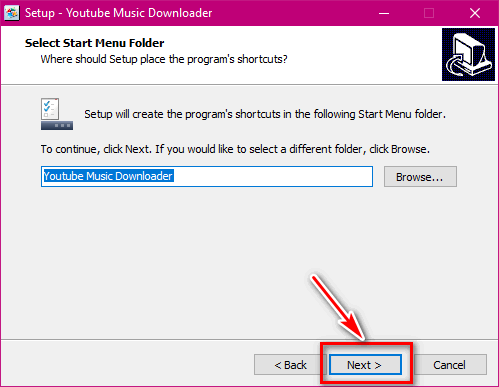 Setup - Youtube Music Downloader
Select Start Menu Folder
Where should Setup place the program's shortcuts?
Setup will create the program's shortcuts in the following Start Menu folder.
To continue, click Next. If you would like to select a different folder, click Browse.
Youtube Music Downloader
Browse...
< Back
Next >
Cancel